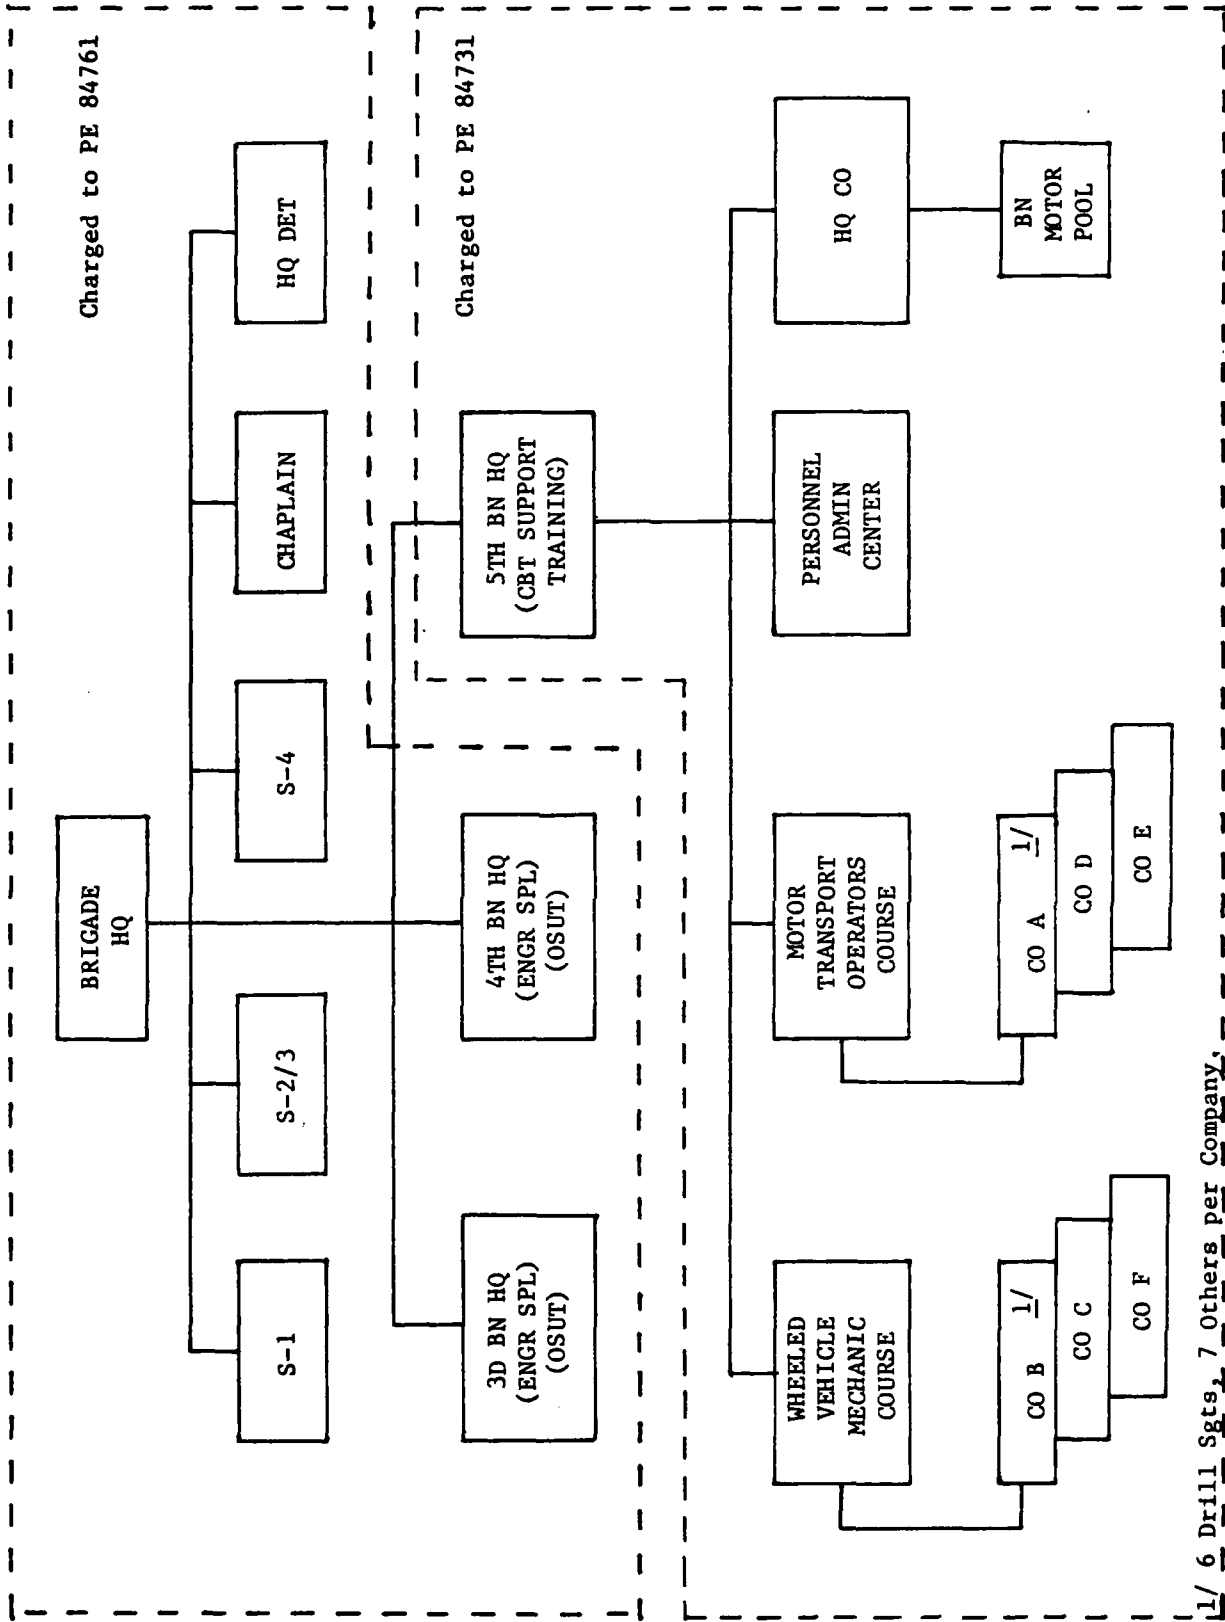 Charged to PE 84761
BRIGADE
HQ
S-1
S-2/3
S-4
CHAPLAIN
HQ DET
3D BN HQ
(ENGR SPL)
(OSUT)
4TH BN HQ
(ENGR SPL)
(OSUT)
5TH BN HQ
(CBT SUPPORT
TRAINING)
Charged to PE 84731
WHEELED
VEHICLE
MECHANIC
COURSE
MOTOR
TRANSPORT
OPERATORS
COURSE
PERSONNEL
ADMIN
CENTER
HQ CO
CO B 1/
CO C
CO F
CO A 1/
CO D
CO E
BN
MOTOR
POOL
1/ 6 Drill Sgts, 7 Others per Company.